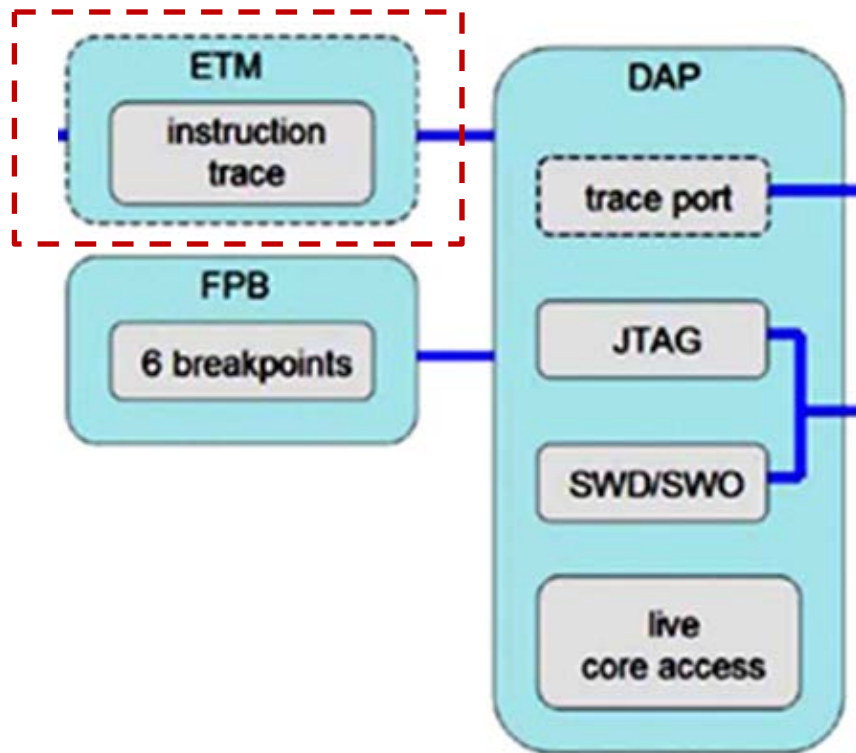 ETM
instruction
trace
FPB
6 breakpoints
DAP
trace port
JTAG
SWD/SWO
live
core access